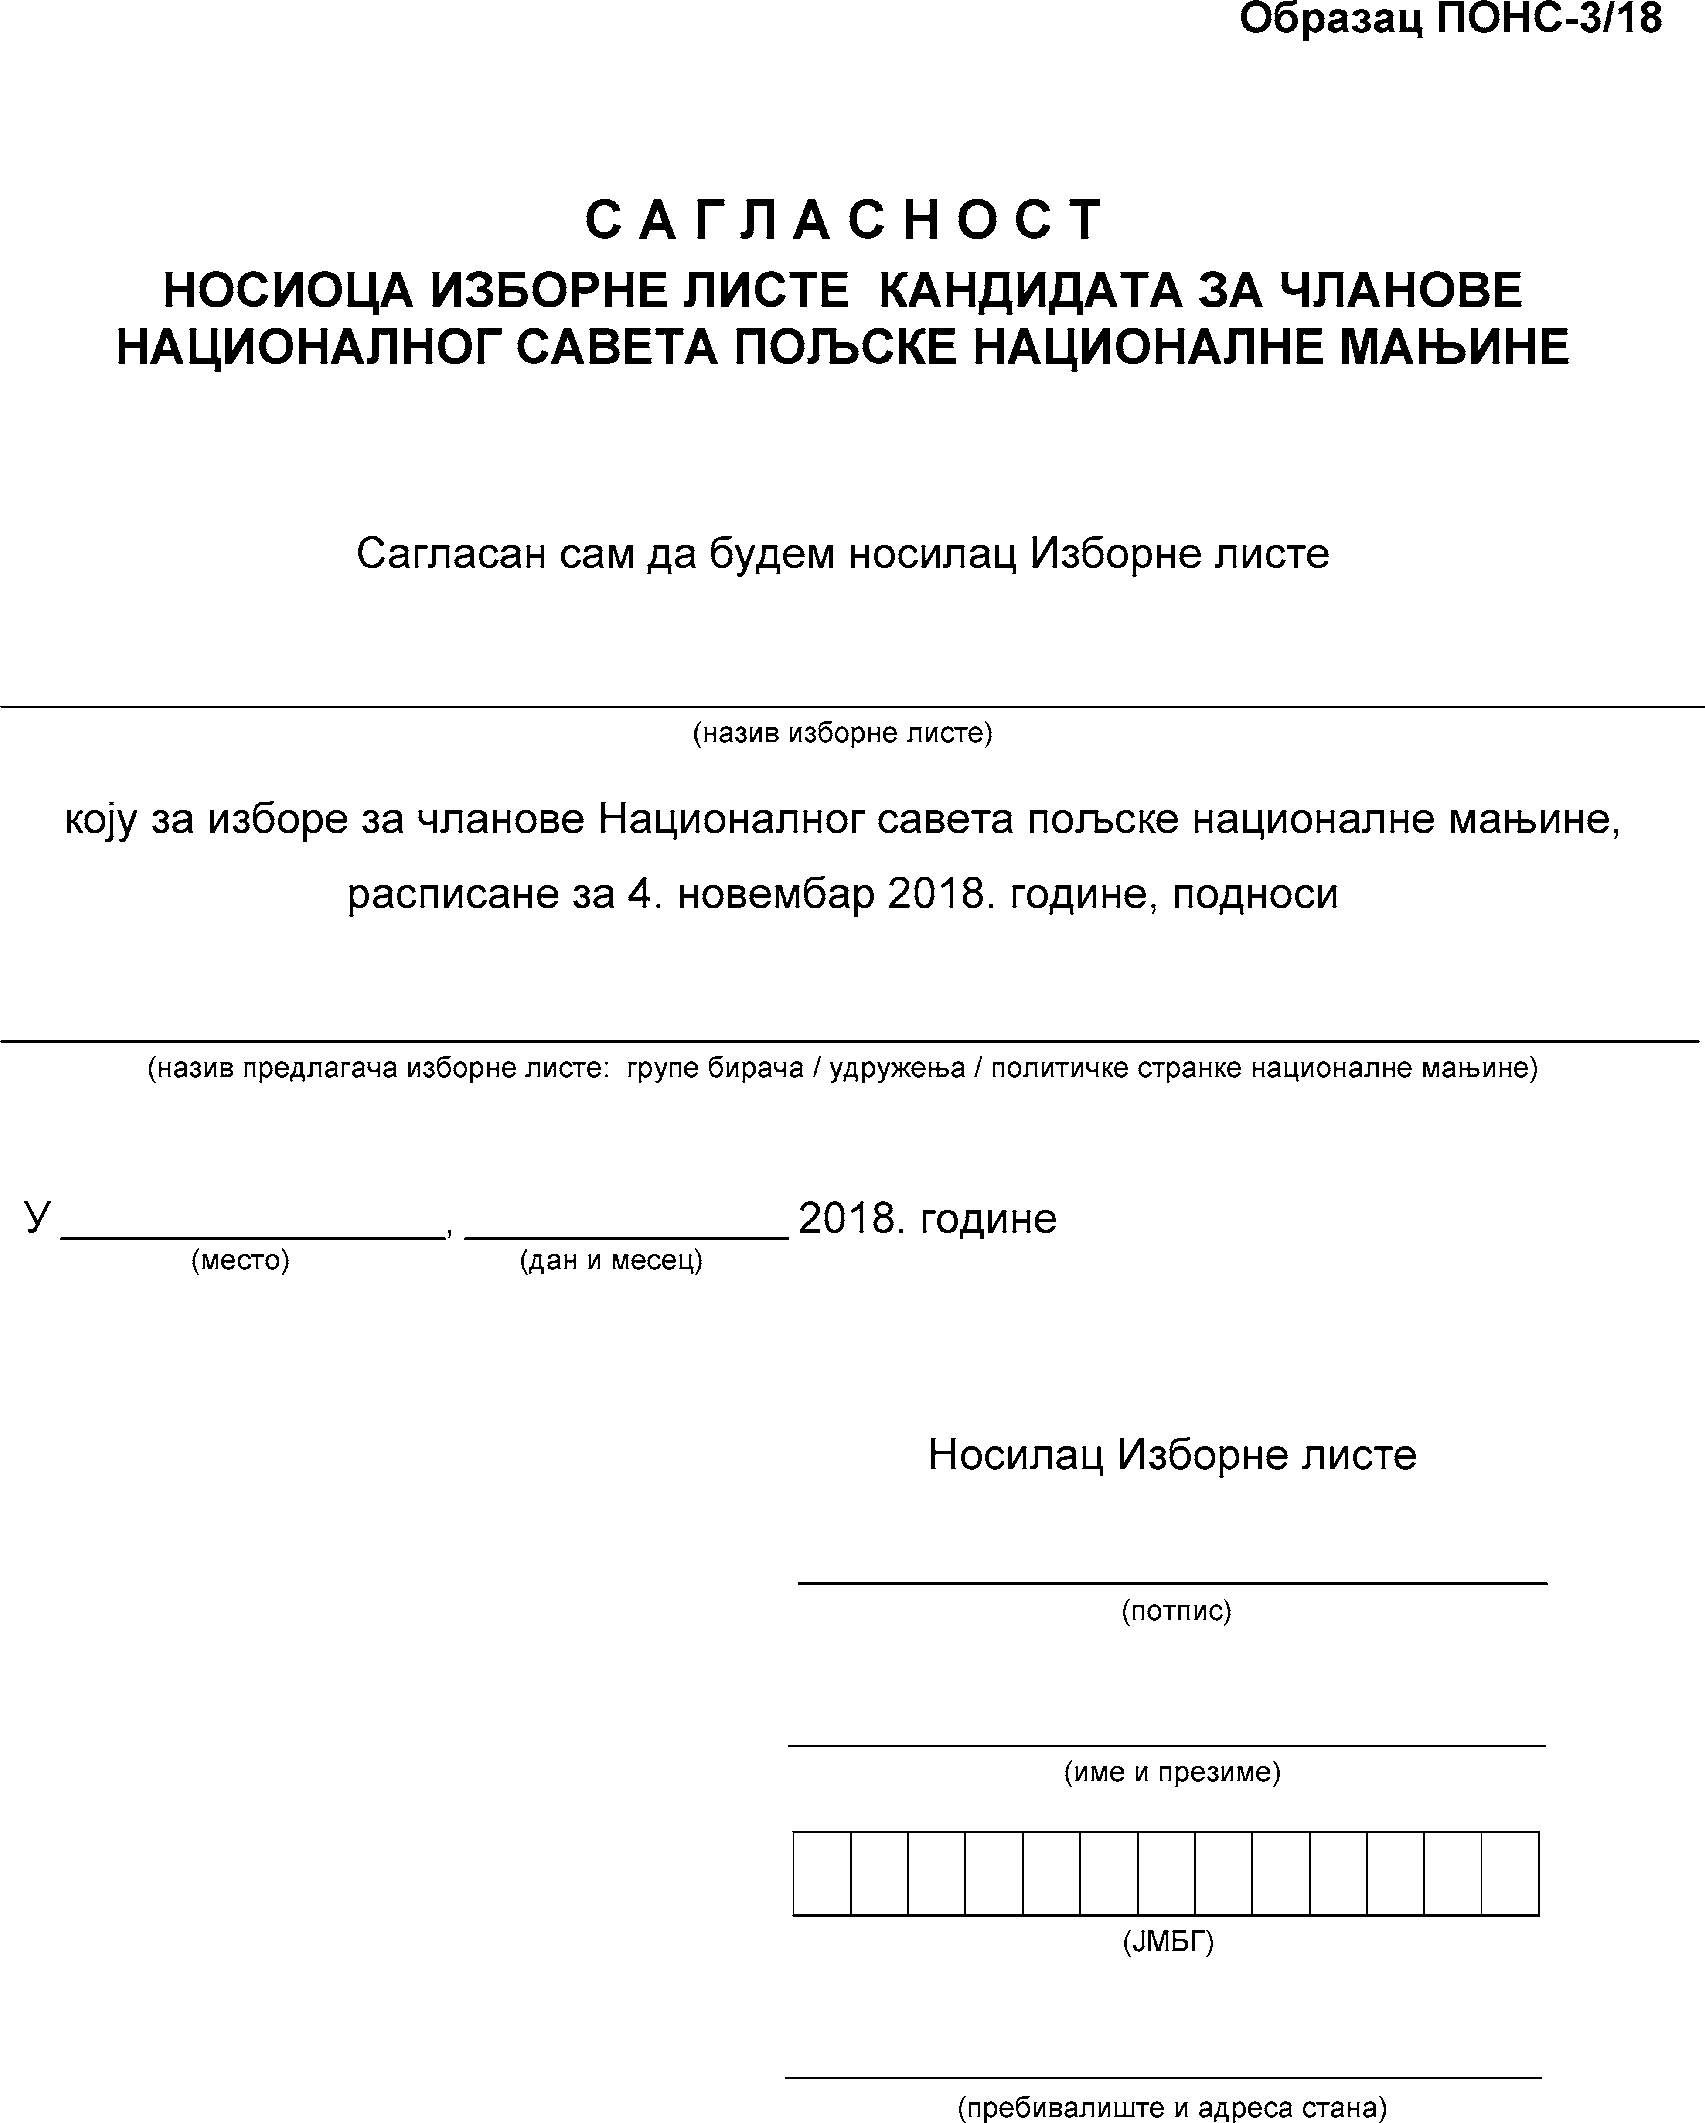 Образац ПОНС-3/18
С А Г Л А С Н О С Т
НОСИОЦА ИЗБОРНЕ ЛИСТЕ  КАНДИДАТА ЗА ЧЛАНОВЕ
НАЦИОНАЛНОГ САВЕТА ПОЉСКЕ НАЦИОНАЛНЕ МАЊИНЕ
Сагласан сам да будем носилац Изборне листе
(назив изборне листе)
коју за изборе за чланове Националног савета пољске националне мањине,
расписане за 4. новембар 2018. године, подноси
(назив предлагача изборне листе:  групе бирача / удружења / политичке странке националне мањине)
У ________________, ______________ 2018. године
(место) (дан и месец)
Носилац Изборне листе
(потпис)
(име и презиме)
(ЈМБГ)
(пребивалиште и адреса стана)